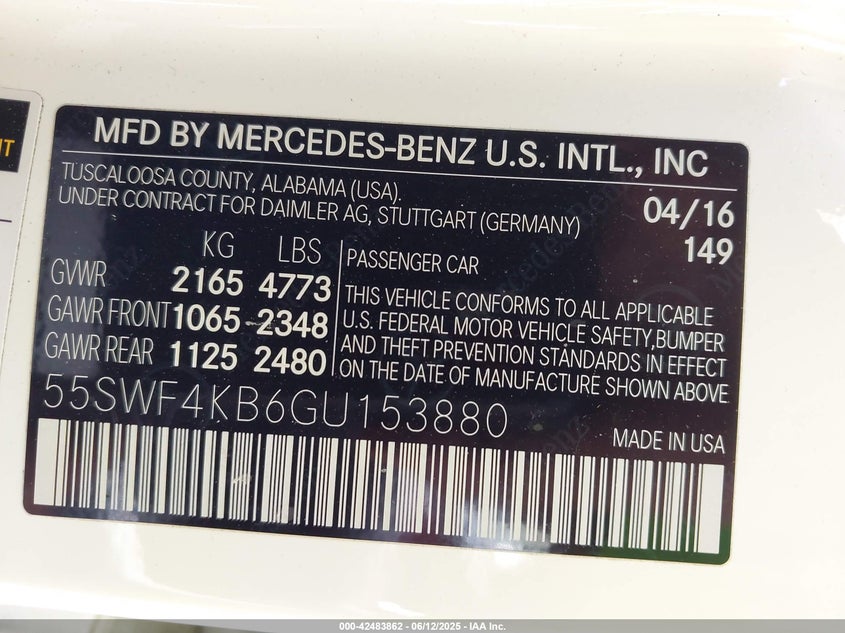 NT
MFD BY MERCEDES-BENZ U.S. INTL., INC
TUSCALOOSA COUNTY, ALABAMA (USA).
UNDER CONTRACT FOR DAIMLER AG, STUTTGART (GERMANY)
04/16
149
KG LBS
GVWR 2165 4773
GAWR FRONT 1065 2348
GAWR REAR 1125 2480
PASSENGER CAR
THIS VEHICLE CONFORMS TO ALL APPLICABLE
U.S. FEDERAL MOTOR VEHICLE SAFETY,BUMPER
AND THEFT PREVENTION STANDARDS IN EFFECT
ON THE DATE OF MANUFACTURE SHOWN ABOVE
55SWF4KB6GU153880
MADE IN USA
000-42483862 - 06/12/2025 - IAA Inc.